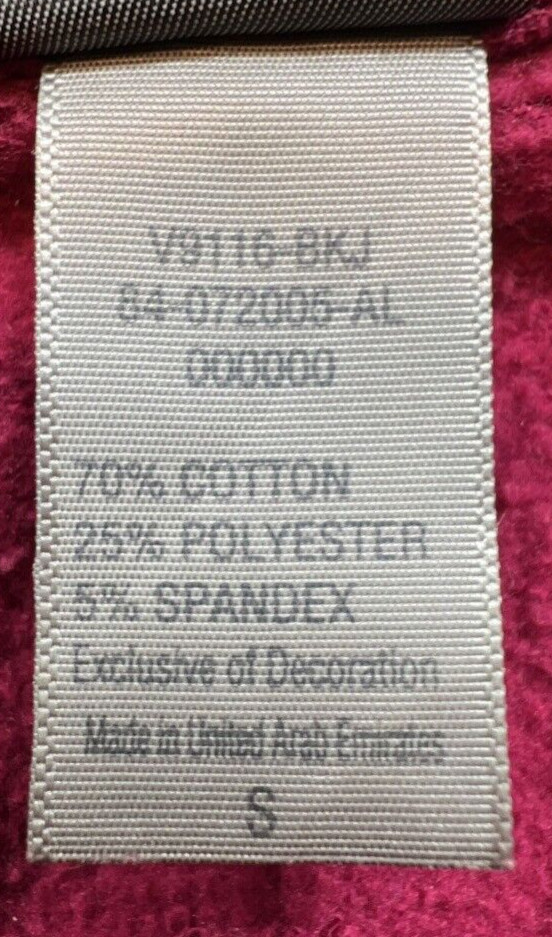 V9116-BKJ
84-072005-AL
000000
70% COTTON
25% POLYESTER
5% SPANDEX
Exclusive of Decoration
Made in United Arab Emirates
S